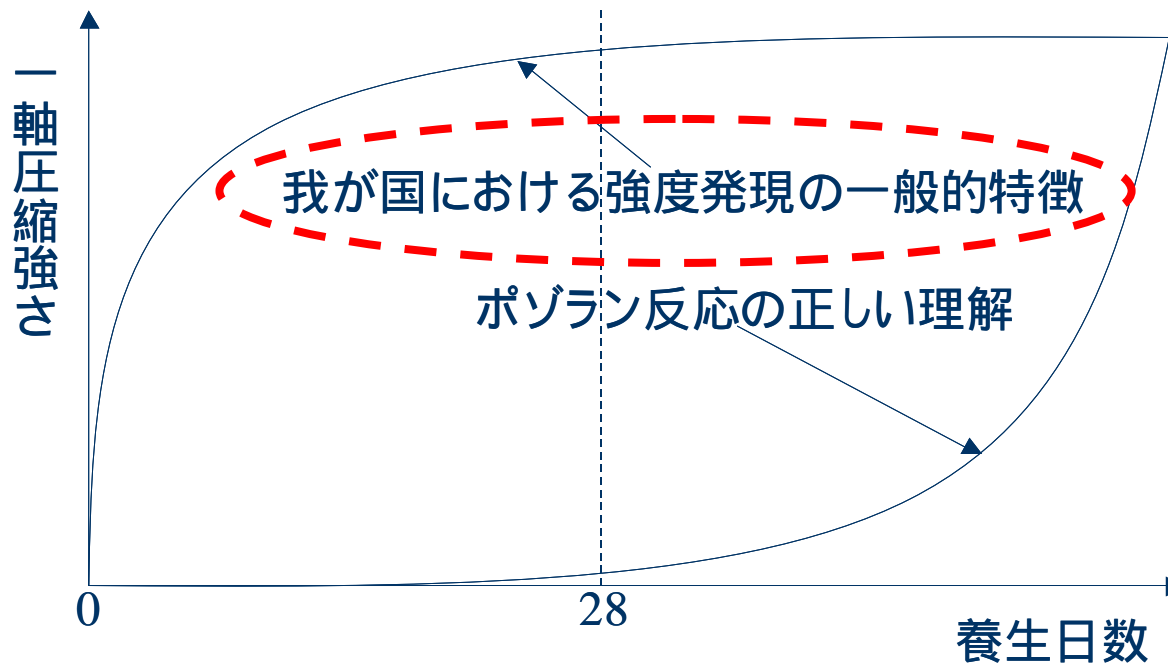 一軸圧縮強さ
我が国における強度発現の一般的特徴
ポゾラン反応の正しい理解
0
28
養生日数